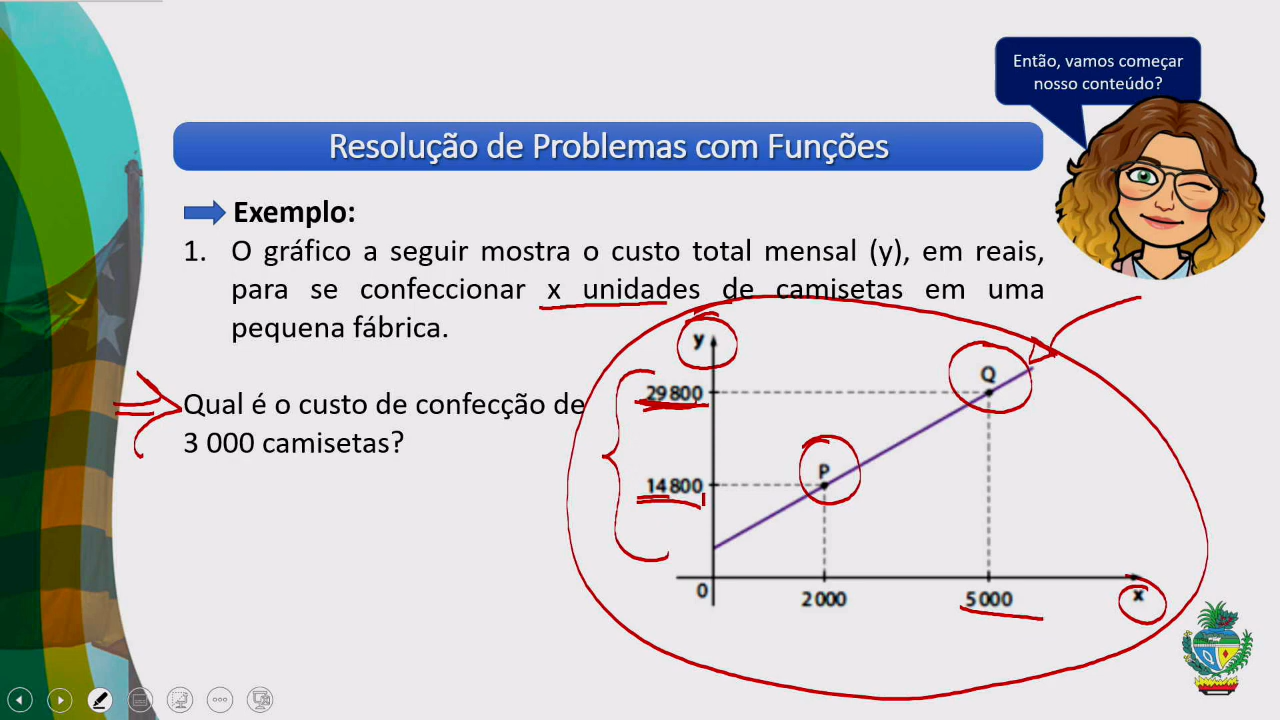 Então, vamos começar
nosso conteúdo?
Resolução de Problemas com Funções
Exemplo:
1. O gráfico a seguir mostra o custo total mensal (y), em reais,
para se confeccionar x unidades de camisetas em uma
pequena fábrica.
Qual é o custo de confecção de
3 000 camisetas?
y
29 800
Q
P
14 800
0
2 000
5 000
x